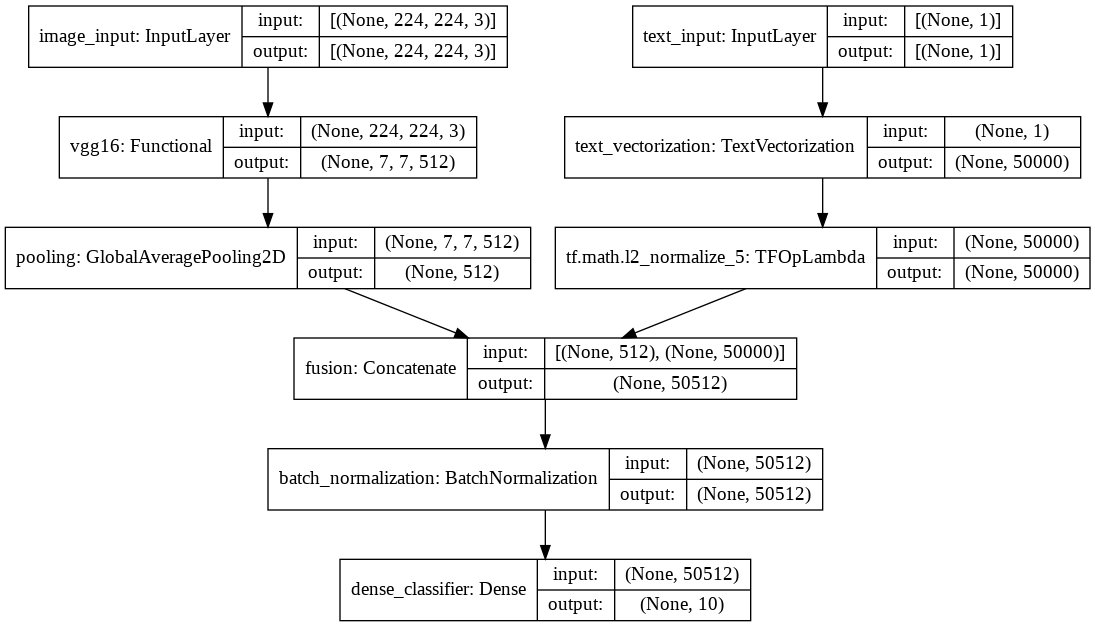 image_input: InputLayer
input:
[(None, 224, 224, 3)]
output:
[(None, 224, 224, 3)]
text_input: InputLayer
input:
[(None, 1)]
output:
[(None, 1)]
vgg16: Functional
input:
(None, 224, 224, 3)
output:
(None, 7, 7, 512)
text_vectorization: TextVectorization
input:
(None, 1)
output:
(None, 50000)
pooling: GlobalAveragePooling2D
input:
(None, 7, 7, 512)
output:
(None, 512)
tf.math.l2_normalize_5: TFOpLambda
input:
(None, 50000)
output:
(None, 50000)
fusion: Concatenate
input:
[(None, 512), (None, 50000)]
output:
(None, 50512)
batch_normalization: BatchNormalization
input:
(None, 50512)
output:
(None, 50512)
dense_classifier: Dense
input:
(None, 50512)
output:
(None, 10)